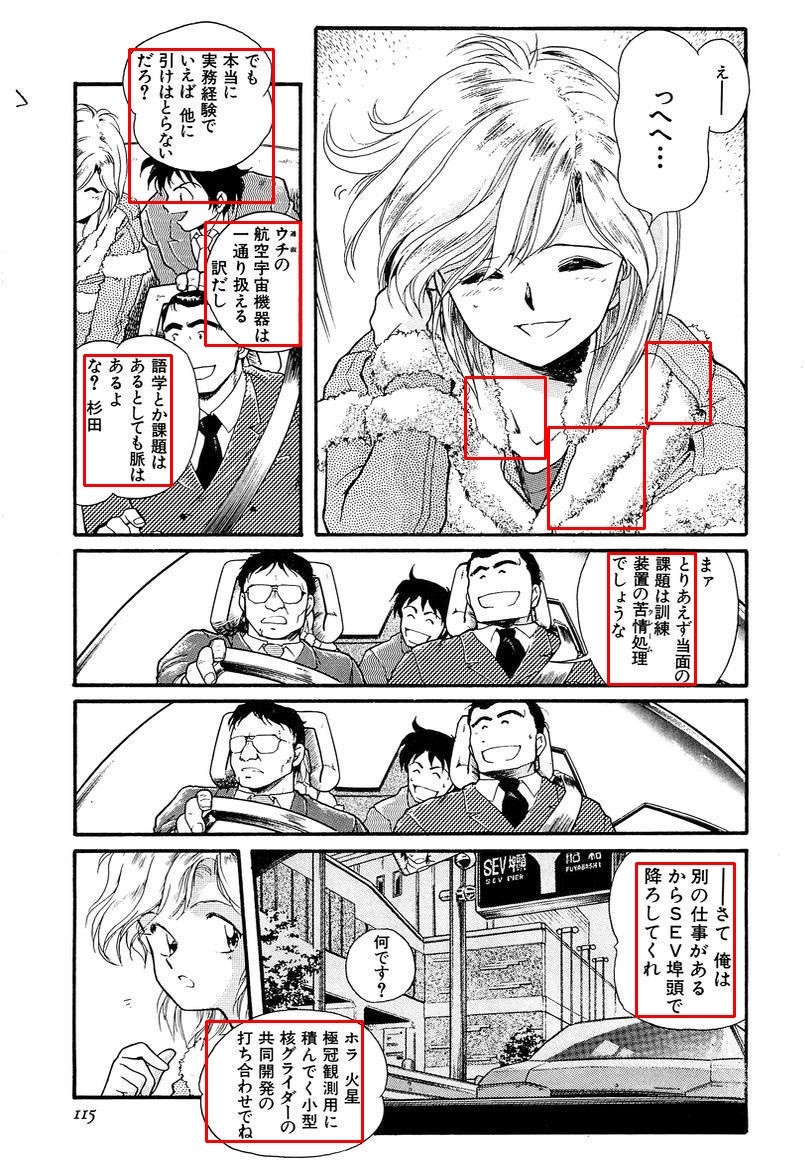 えー
っへへ…
でも
本当に
実務経験で
いえば 他に
引けはとらない
だろ?
ウチの
航空宇宙機器は
一通り扱える
訳だし
語学とか課題は
あるとしても脈は
あるよ
な? 杉田
まァ
とりあえず当面の
課題は訓練
装置の苦情処理
でしょうな
――さて 俺は
別の仕事がある
からSEV埠頭で
降ろしてくれ
SEV埠頭
SEV PIER
FUNABASHI
何です?
ホラ 火星
極冠観測用に
積んでく小型
核グライダーの
共同開発の
打ち合わせでね
115